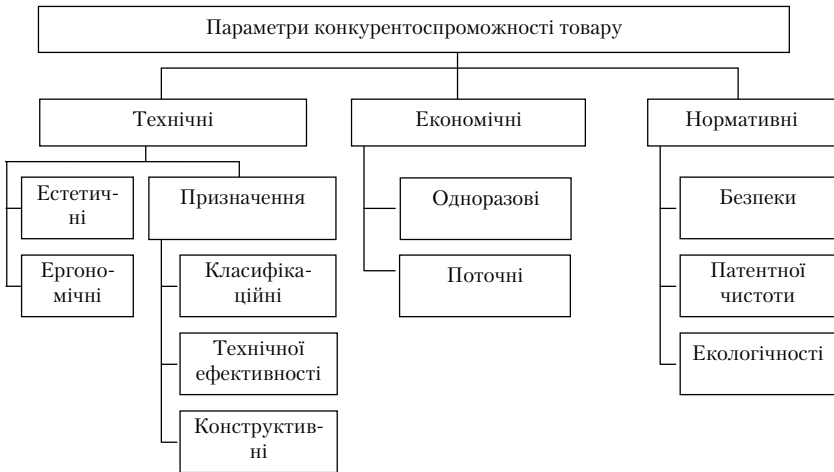 Параметри конкурентоспроможності товару
Технічні
Економічні
Нормативні
Естетич-
ні
Призначення
Одноразові
Безпеки
Ергоно-
мічні
Класифіка-
ційні
Поточні
Патентної
чистоти
Технічної
ефективності
Екологічності
Конструктив-
ні